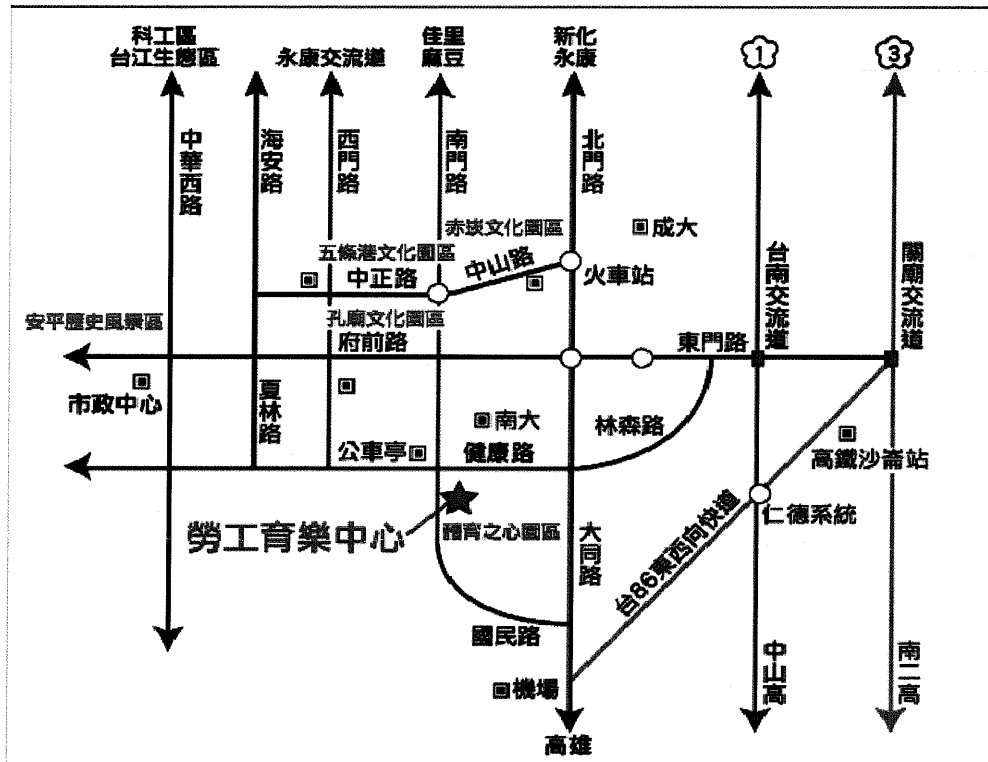 科工區
台江生態區
永康交流道
佳里
麻豆
新化
永康
1
3
中華西路
海安路
西門路
南門路
北門路
赤崁文化園區
成大
五條港文化園區
中正路
中山路
火車站
台南交流道
關廟交流道
安平歷史風景區
孔廟文化園區
府前路
東門路
市政中心
夏林路
南大
林森路
公車亭
健康路
高鐵沙崙站
勞工育樂中心
體育之心園區
大同路
仁德系統
台86東西向快道
國民路
機場
中山高
南二高
高雄